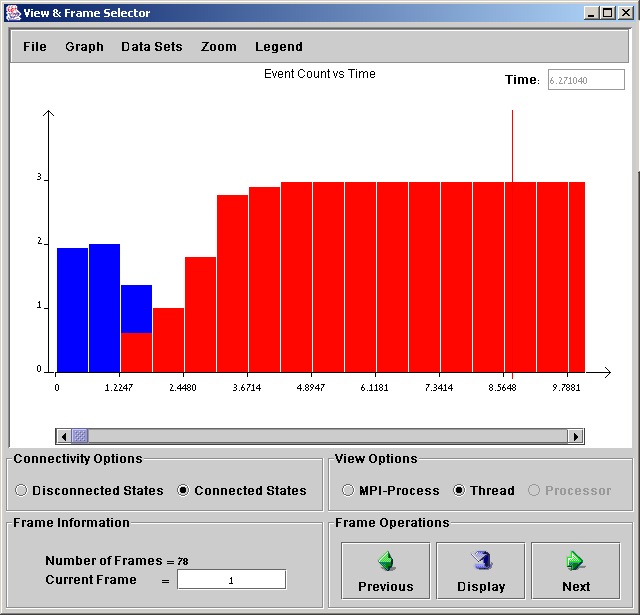 View & Frame Selector
File Graph Data Sets Zoom Legend
Event Count vs Time
Time: 6.271040
3
2
1
0
0 1.2247 2.4480 3.6714 4.8947 6.1181 7.3414 8.5648 9.7881
Connectivity Options
Disconnected States Connected States
View Options
MPI-Process Thread Processor
Frame Information
Number of Frames = 78
Current Frame = 1
Frame Operations
Previous Display Next